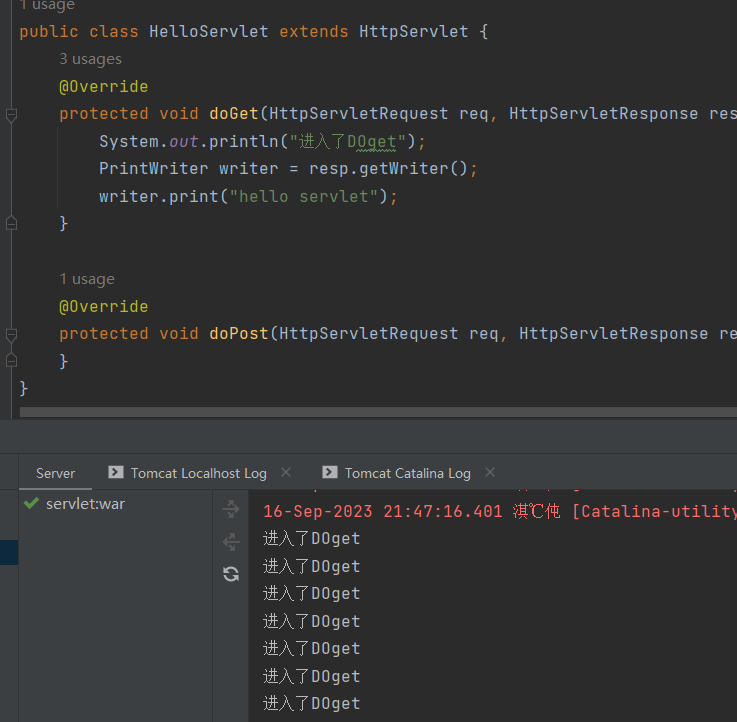 1 usage
public class HelloServlet extends HttpServlet {
3 usages
@Override
protected void doGet(HttpServletRequest req, HttpServletResponse res
System.out.println("进入了DOget");
PrintWriter writer = resp.getWriter();
writer.print("hello servlet");
}
1 usage
@Override
protected void doPost(HttpServletRequest req, HttpServletResponse re
}
}
Server Tomcat Localhost Log Tomcat Catalina Log
servlet:war
16-Sep-2023 21:47:16.401 淇℃伅 [Catalina-utility
进入了DOget
进入了DOget
进入了DOget
进入了DOget
进入了DOget
进入了DOget
进入了DOget